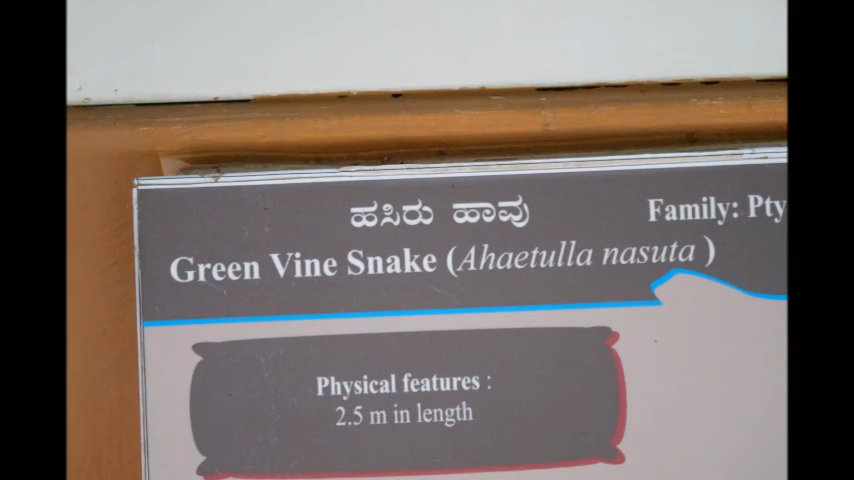 ಹಸಿರು ಹಾವು
Family: Pty
Green Vine Snake (Ahaetulla nasuta )
Physical features :
2.5 m in length